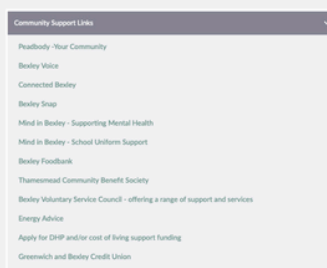 Community Support Links
Peadbody -Your Community
Bexley Voice
Connected Bexley
Bexley Snap
Mind in Bexley - Supporting Mental Health
Mind in Bexley - School Uniform Support
Bexley Foodbank
Thamesmead Community Benefit Society
Bexley Voluntary Service Council - offering a range of support and services
Energy Advice
Apply for DHP and/or cost of living support funding
Greenwich and Bexley Credit Union